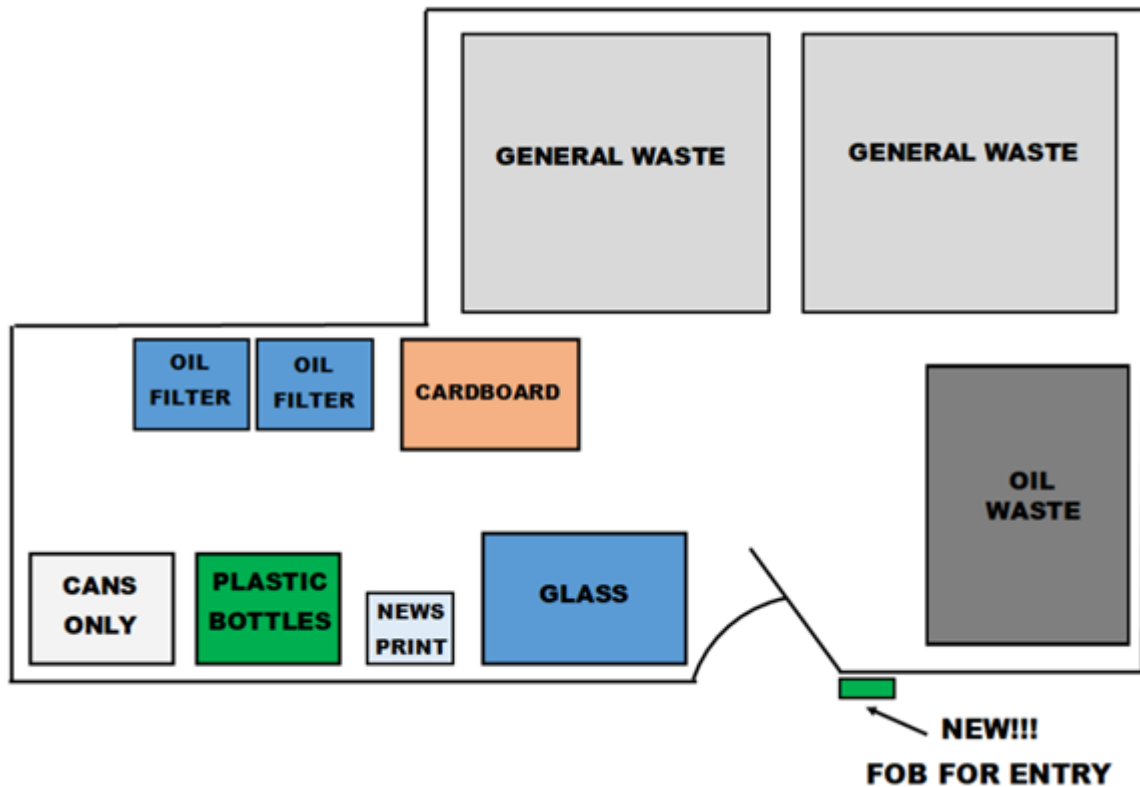 GENERAL WASTE
GENERAL WASTE
OIL
FILTER
OIL
FILTER
CARDBOARD
OIL
WASTE
CANS
ONLY
PLASTIC
BOTTLES
NEWS
PRINT
GLASS
NEW!!!
FOB FOR ENTRY